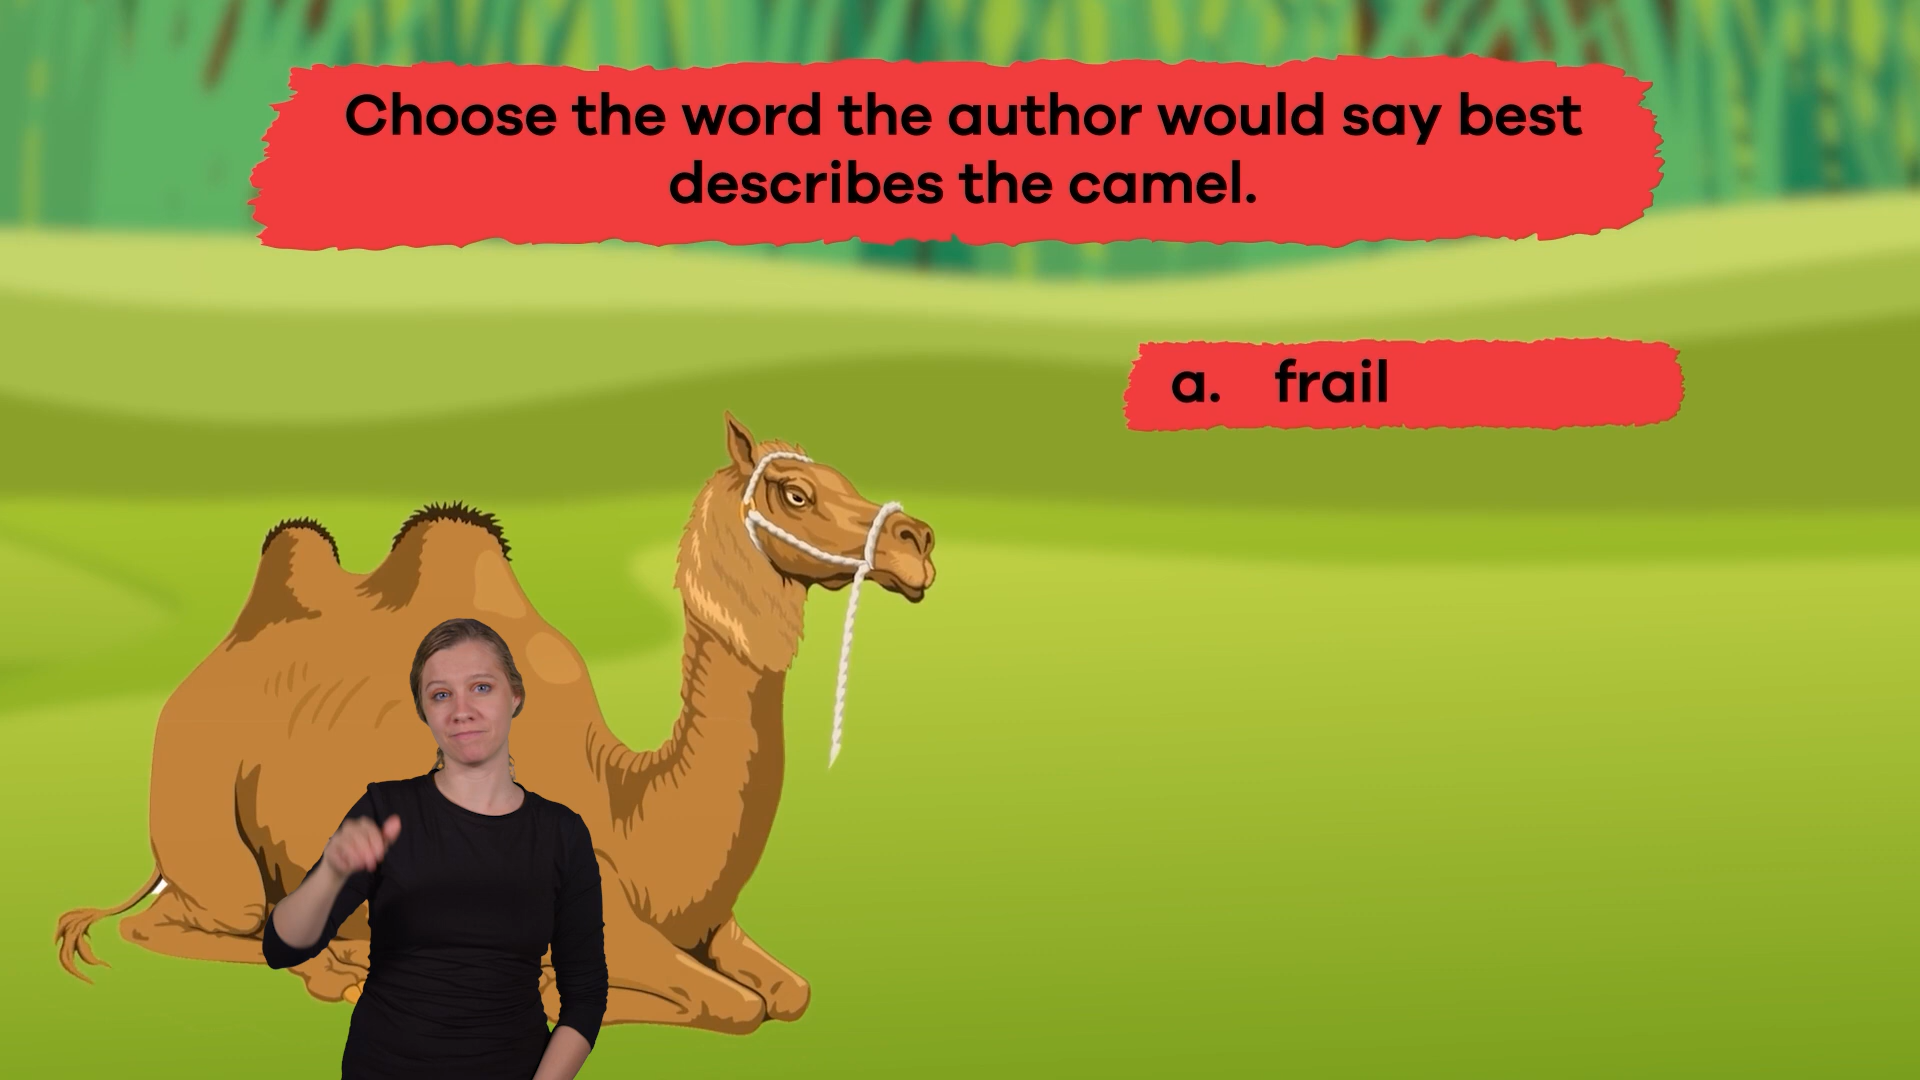 Choose the word the author would say best
describes the camel.
a. frail